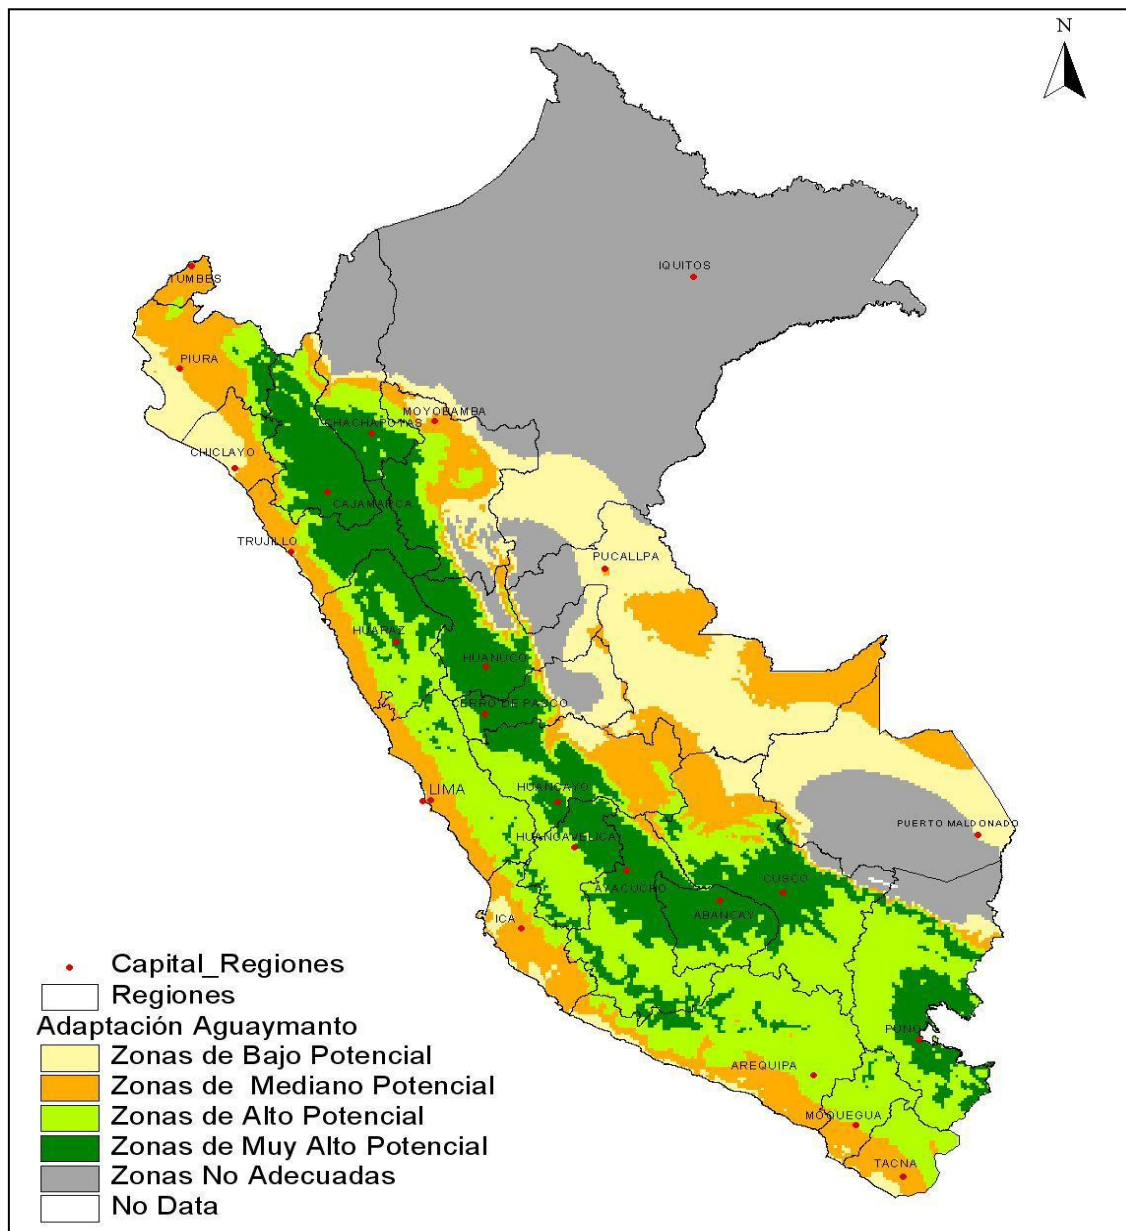 N
IQUITOS
TUMBES
PIURA
MOYOBAMBA
CHACHAPOYAS
CHICLAYO
CAJAMARCA
TRUJILLO
PUCALLPA
HUARAZ
HUANUCO
CERRO DE PASCO
HUANCAYO
LIMA
PUERTO MALDONADO
HUANCAVELICA
AYACUCHO
CUSCO
ABANCAY
ICA
PUNO
AREQUIPA
MOQUEGUA
TACNA
Capital_Regiones
Regiones
Adaptación Aguaymanto
Zonas de Bajo Potencial
Zonas de Mediano Potencial
Zonas de Alto Potencial
Zonas de Muy Alto Potencial
Zonas No Adecuadas
No Data